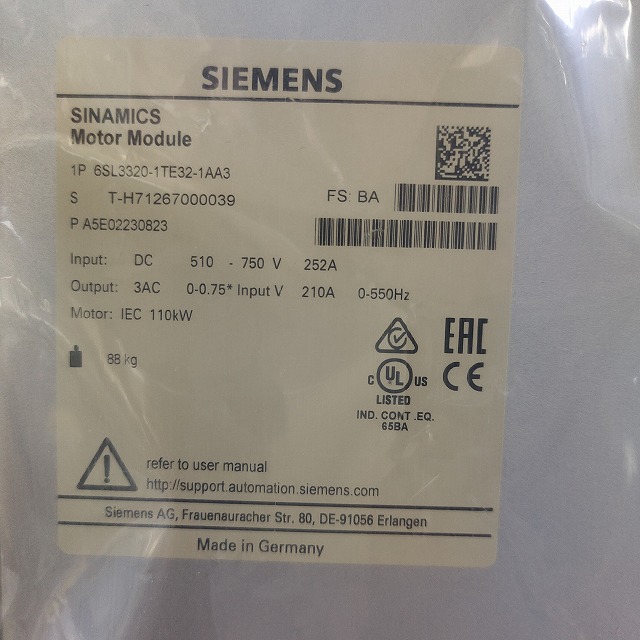 SIEMENS
SINAMICS
Motor Module
1P 6SL3320-1TE32-1AA3
S T-H71267000039 FS: BA
P A5E02230823
Input: DC 510 - 750 V 252A
Output: 3AC 0-0.75* Input V 210A 0-550Hz
Motor: IEC 110kW
88 kg
EAC
C UL US CE
LISTED
IND. CONT .EQ.
65BA
refer to user manual
http://support.automation.siemens.com
Siemens AG, Frauenauracher Str. 80, DE-91056 Erlangen
Made in Germany